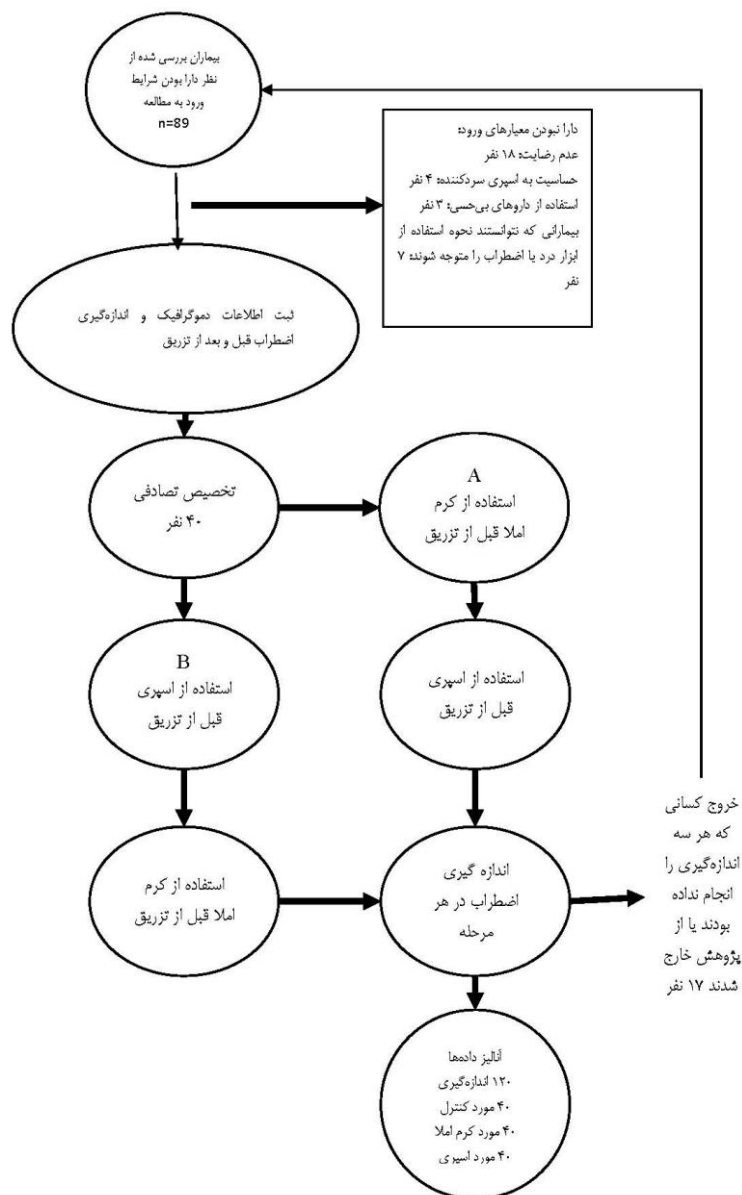 بیماران بررسی شده از
نظر دارا بودن شرایط
ورود به مطالعه
n=89
دارا نبودن معیارهای ورود:
عدم رضایت: ۱۸ نفر
حساسیت به اسپری سردکننده: ۴ نفر
استفاده از داروهای بی‌حسی: ۳ نفر
بیمارانی که نتوانستند نحوه استفاده از
ابزار درد یا اضطراب را متوجه شوند: ۷
نفر
ثبت اطلاعات دموگرافیک و اندازه‌گیری
اضطراب قبل و بعد از تزریق
تخصیص تصادفی
۴۰ نفر
A
استفاده از کرم
املا قبل از تزریق
B
استفاده از اسپری
قبل از تزریق
استفاده از اسپری
قبل از تزریق
استفاده از کرم
املا قبل از تزریق
اندازه گیری
اضطراب در هر
مرحله
خروج کسانی
که هر سه
اندازه‌گیری را
انجام نداده
بودند یا از
پژوهش خارج
شدند ۱۷ نفر
آنالیز داده‌ها
۱۲۰ اندازه‌گیری
۴۰ مورد کنترل
۴۰ مورد کرم املا
۴۰ مورد اسپری